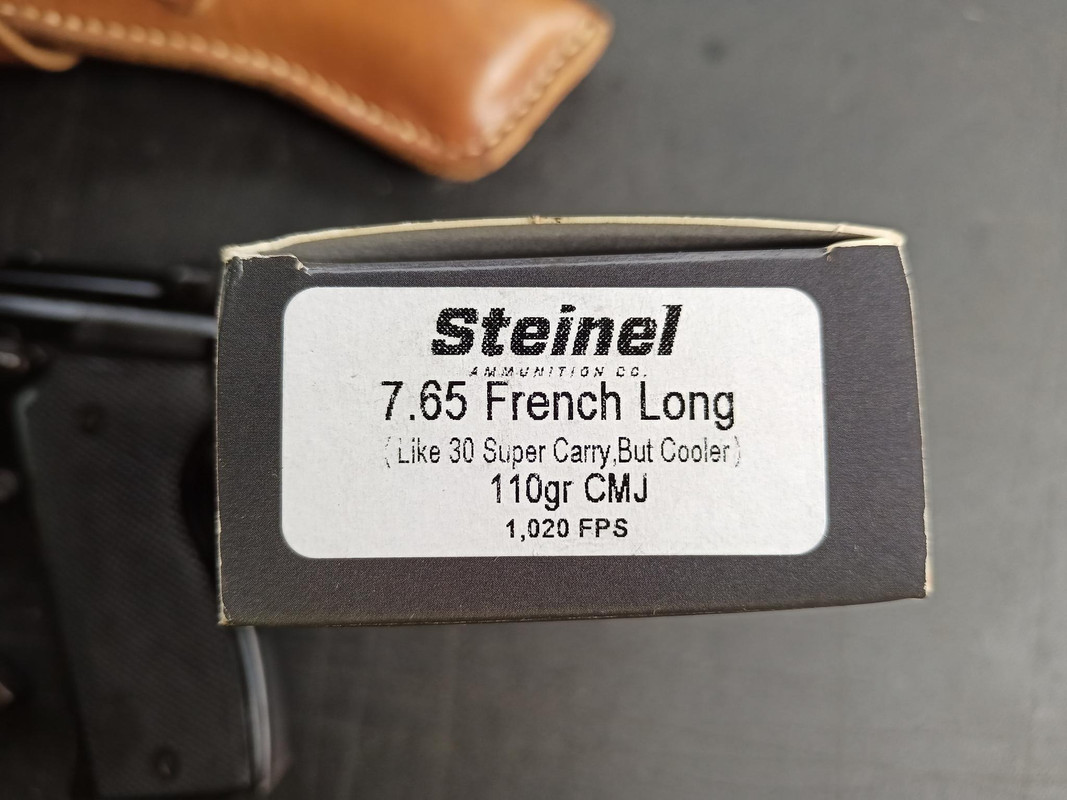 Steinel
AMMUNITION CO.
7.65 French Long
(Like 30 Super Carry,But Cooler)
110gr CMJ
1,020 FPS